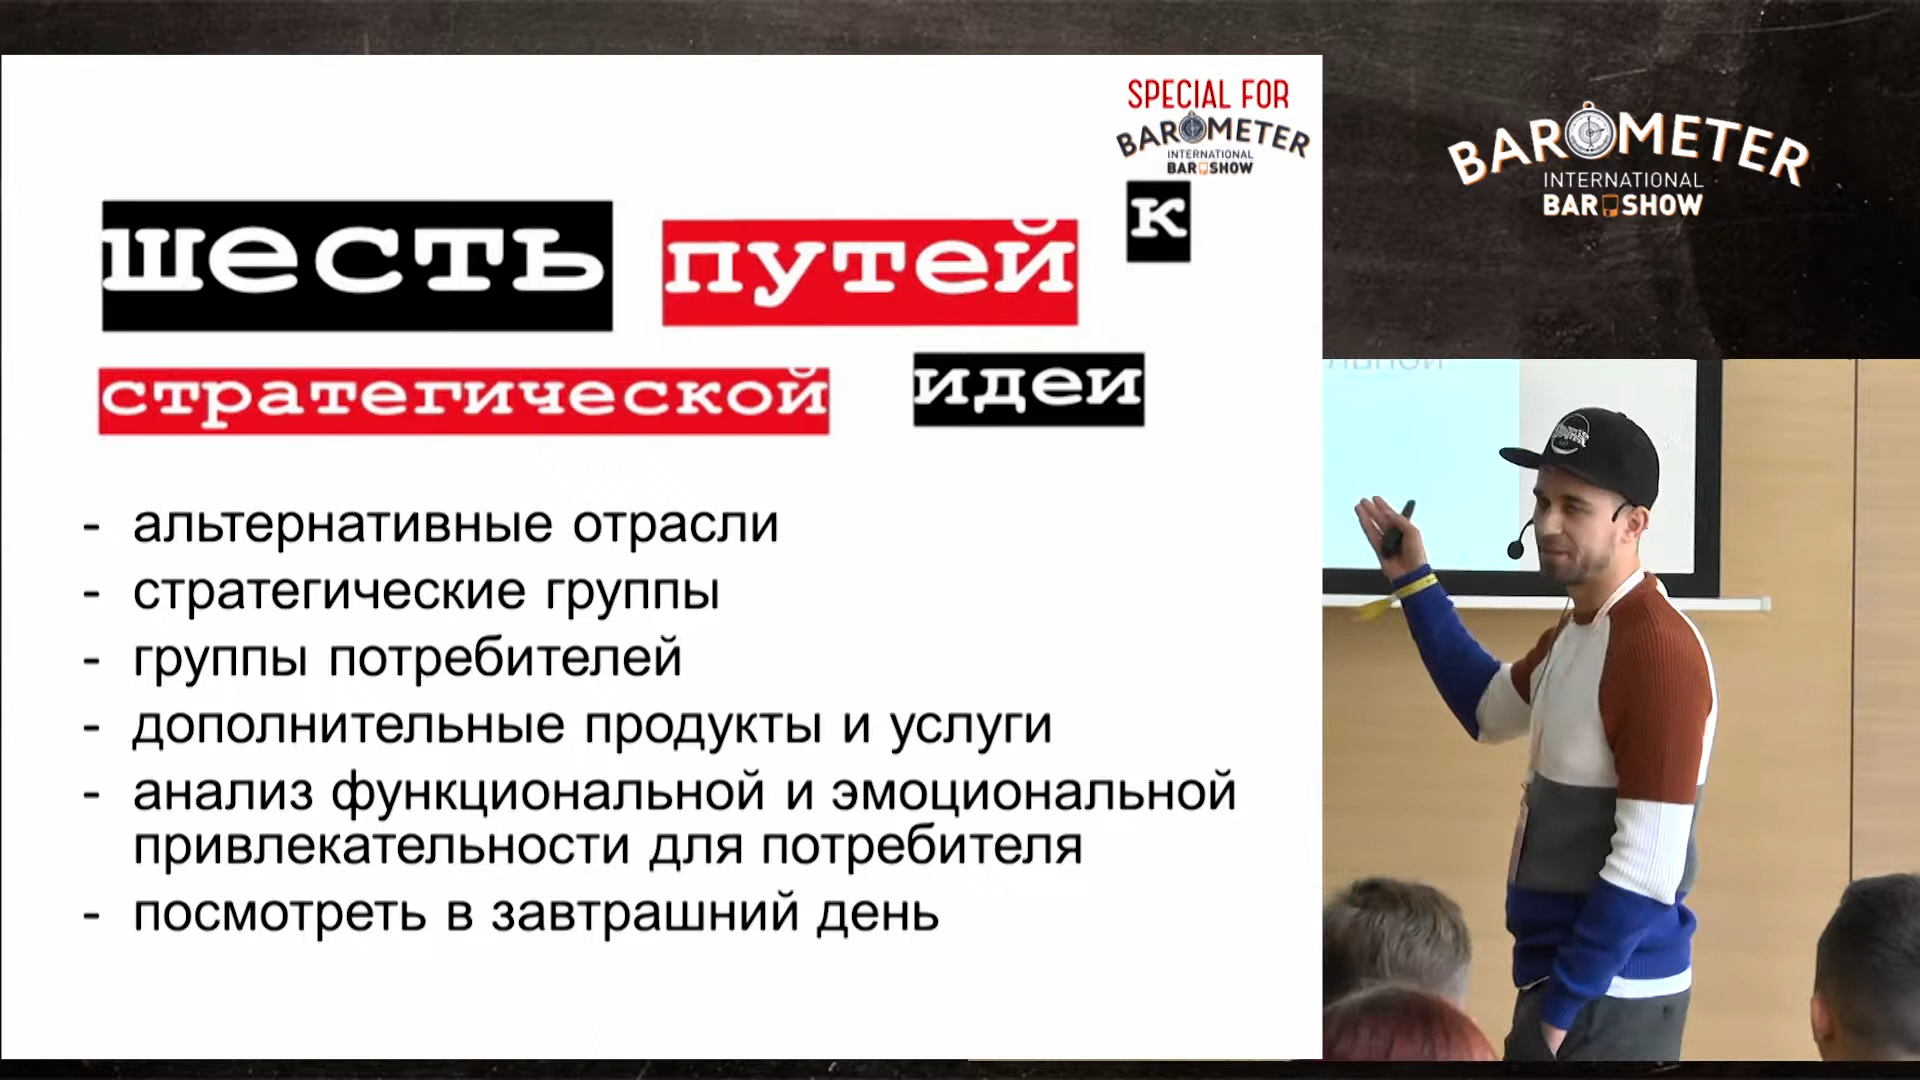 SPECIAL FOR
BAROMETER
INTERNATIONAL
BAR SHOW
шесть путей к
стратегической идеи
- альтернативные отрасли
- стратегические группы
- группы потребителей
- дополнительные продукты и услуги
- анализ функциональной и эмоциональной
привлекательности для потребителя
- посмотреть в завтрашний день
BAROMETER
INTERNATIONAL
BAR SHOW